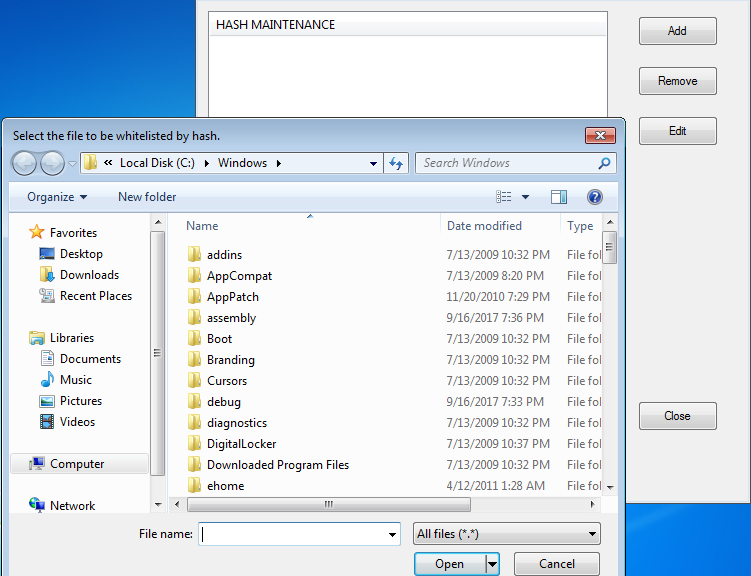 HASH MAINTENANCE
Add
Remove
Edit
Close
Select the file to be whitelisted by hash.
« Local Disk (C:) Windows
Search Windows
Organize New folder
Favorites
Desktop
Downloads
Recent Places
Libraries
Documents
Music
Pictures
Videos
Computer
Network
Name Date modified Type
addins 7/13/2009 10:32 PM File fol
AppCompat 7/13/2009 8:20 PM File fol
AppPatch 11/20/2010 7:29 PM File fol
assembly 9/16/2017 7:36 PM File fol
Boot 7/13/2009 10:32 PM File fol
Branding 7/13/2009 10:32 PM File fol
Cursors 7/13/2009 10:32 PM File fol
debug 9/16/2017 7:33 PM File fol
diagnostics 7/13/2009 10:32 PM File fol
DigitalLocker 7/13/2009 10:37 PM File fol
Downloaded Program Files 7/13/2009 10:32 PM File fol
ehome 4/12/2011 1:28 AM File fol
File name: All files (*.*)
Open Cancel